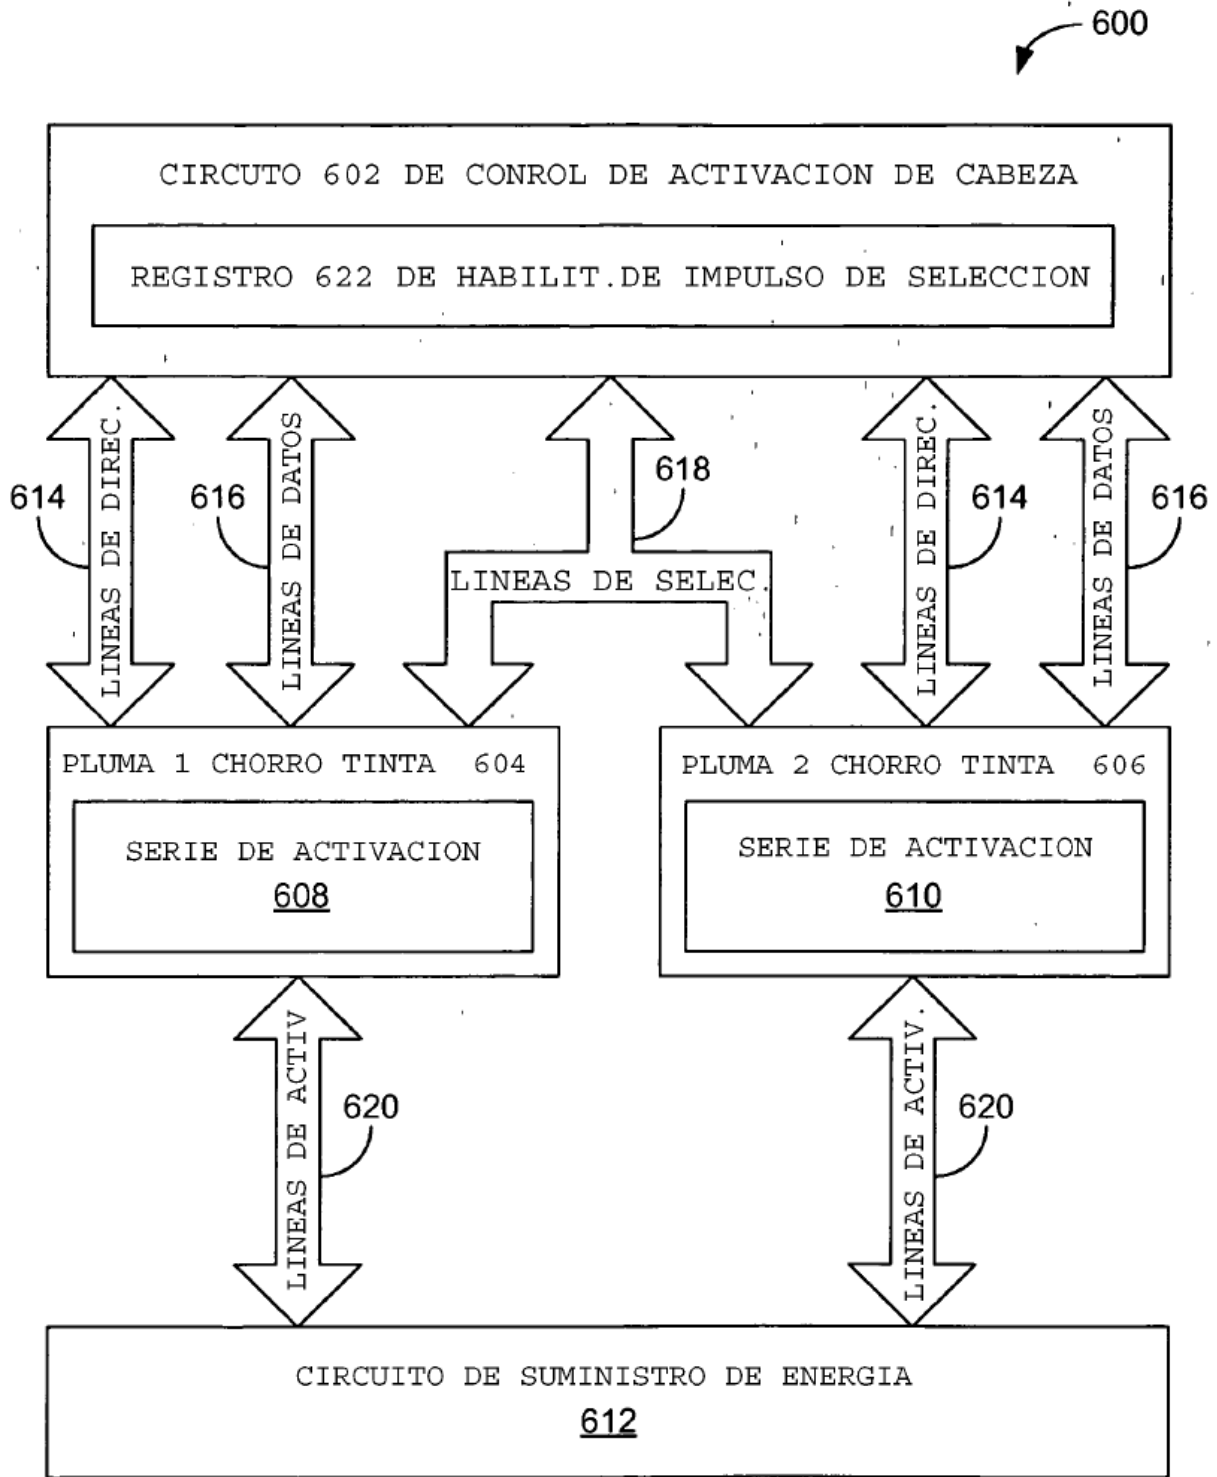 600
CIRCUTO 602 DE CONROL DE ACTIVACION DE CABEZA
REGISTRO 622 DE HABILIT.DE IMPULSO DE SELECCION
614
LINEAS DE DIREC.
616
LINEAS DE DATOS
618
LINEAS DE SELEC.
LINEAS DE DIREC.
614
LINEAS DE DATOS
616
PLUMA 1 CHORRO TINTA 604
SERIE DE ACTIVACION
608
PLUMA 2 CHORRO TINTA 606
SERIE DE ACTIVACION
610
LINEAS DE ACTIV
620
LINEAS DE ACTIV.
620
CIRCUITO DE SUMINISTRO DE ENERGIA
612